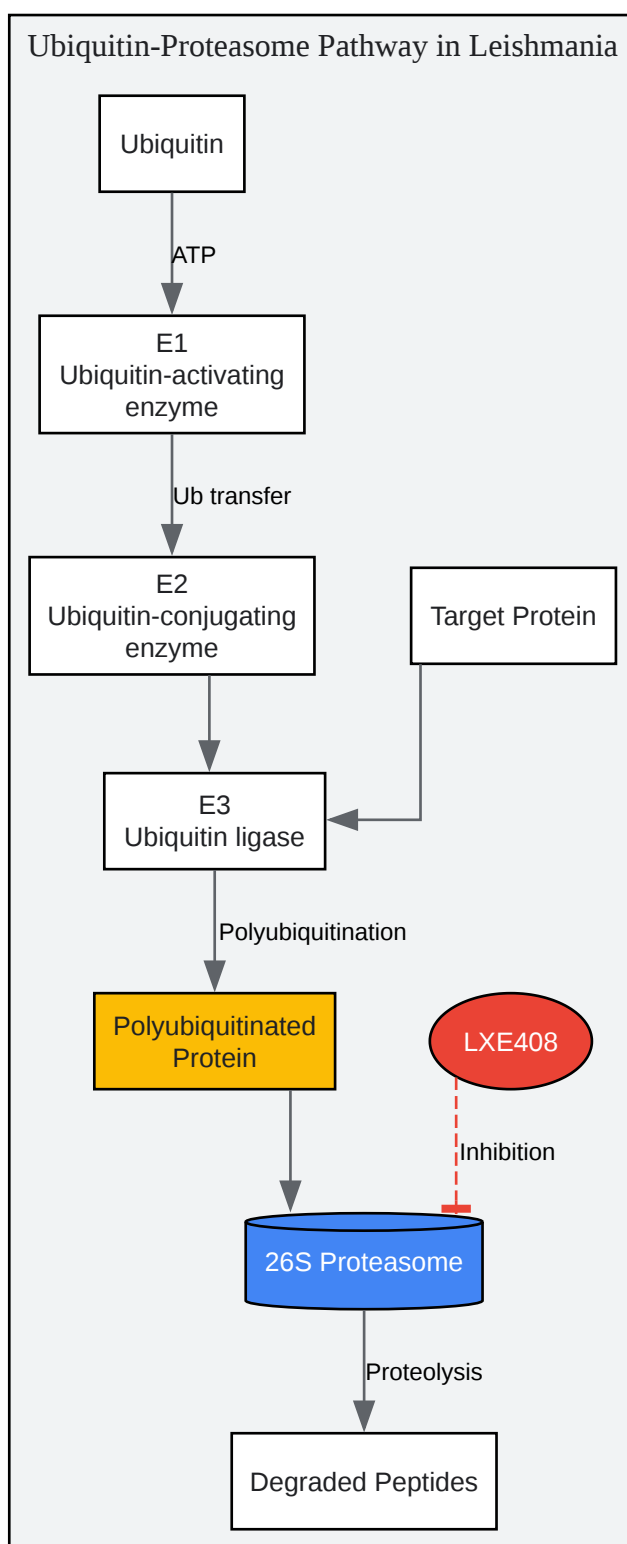 Ubiquitin-Proteasome Pathway in Leishmania
Ubiquitin
ATP
E1
Ubiquitin-activating
enzyme
Ub transfer
E2
Ubiquitin-conjugating
enzyme
Target Protein
E3
Ubiquitin ligase
Polyubiquitination
Polyubiquitinated
Protein
LXE408
Inhibition
26S Proteasome
Proteolysis
Degraded Peptides